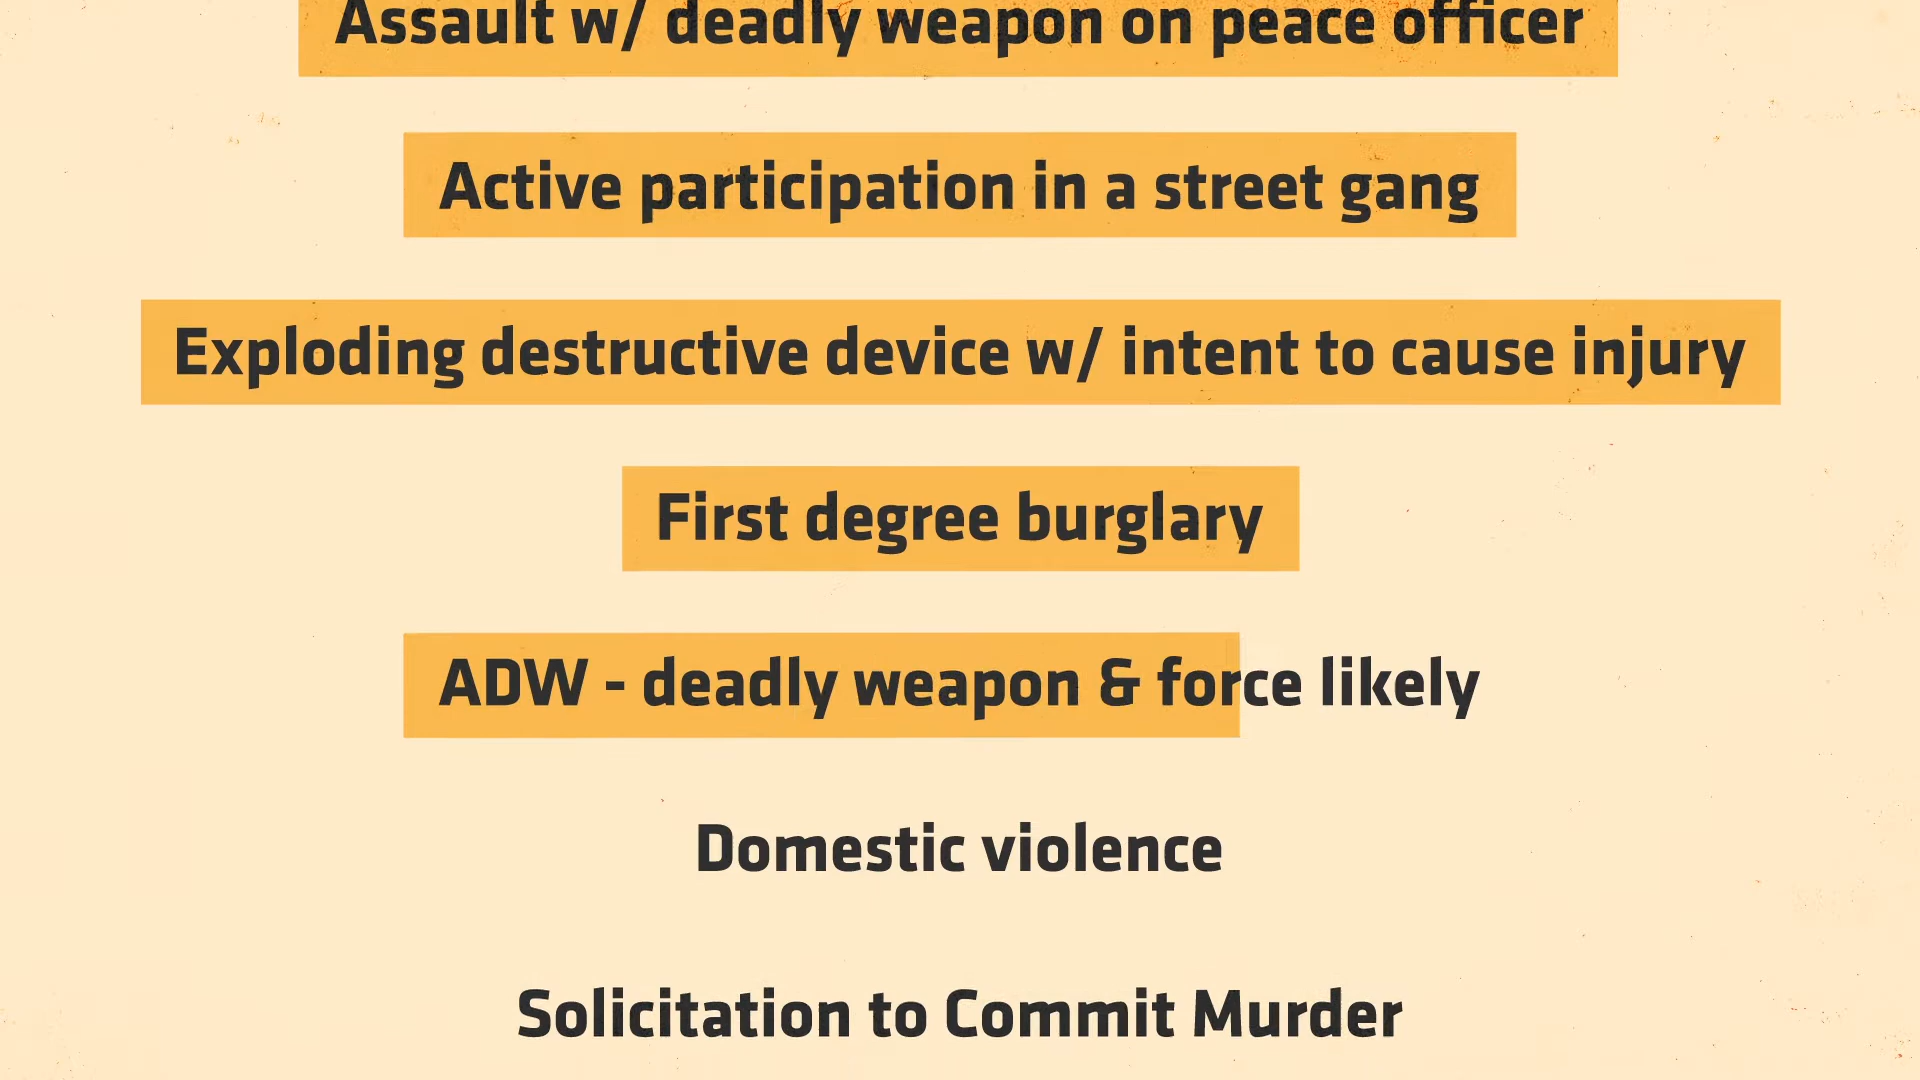 Assault w/ deadly weapon on peace officer
Active participation in a street gang
Exploding destructive device w/ intent to cause injury
First degree burglary
ADW - deadly weapon & force likely
Domestic violence
Solicitation to Commit Murder